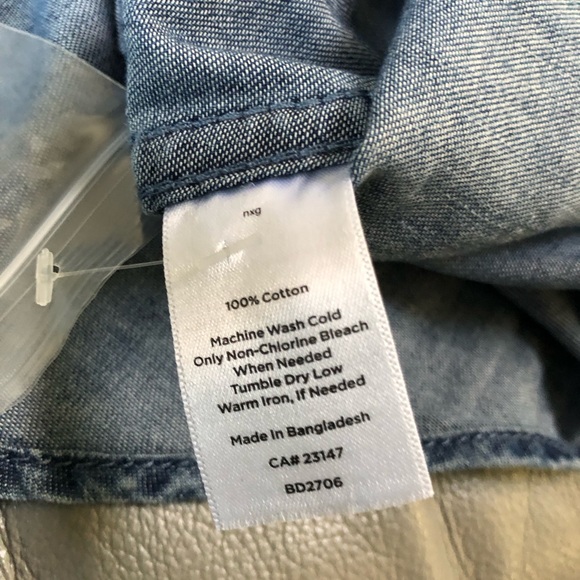 nxg
100% Cotton
Machine Wash Cold
Only Non-Chlorine Bleach
When Needed
Tumble Dry Low
Warm Iron, If Needed
Made In Bangladesh
CA# 23147
BD2706